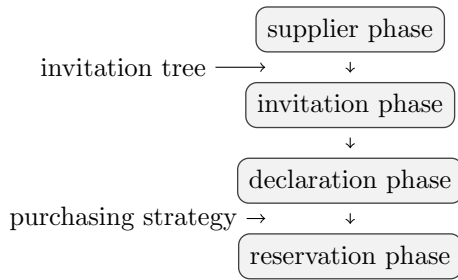 supplier phase
invitation tree
invitation phase
declaration phase
purchasing strategy
reservation phase